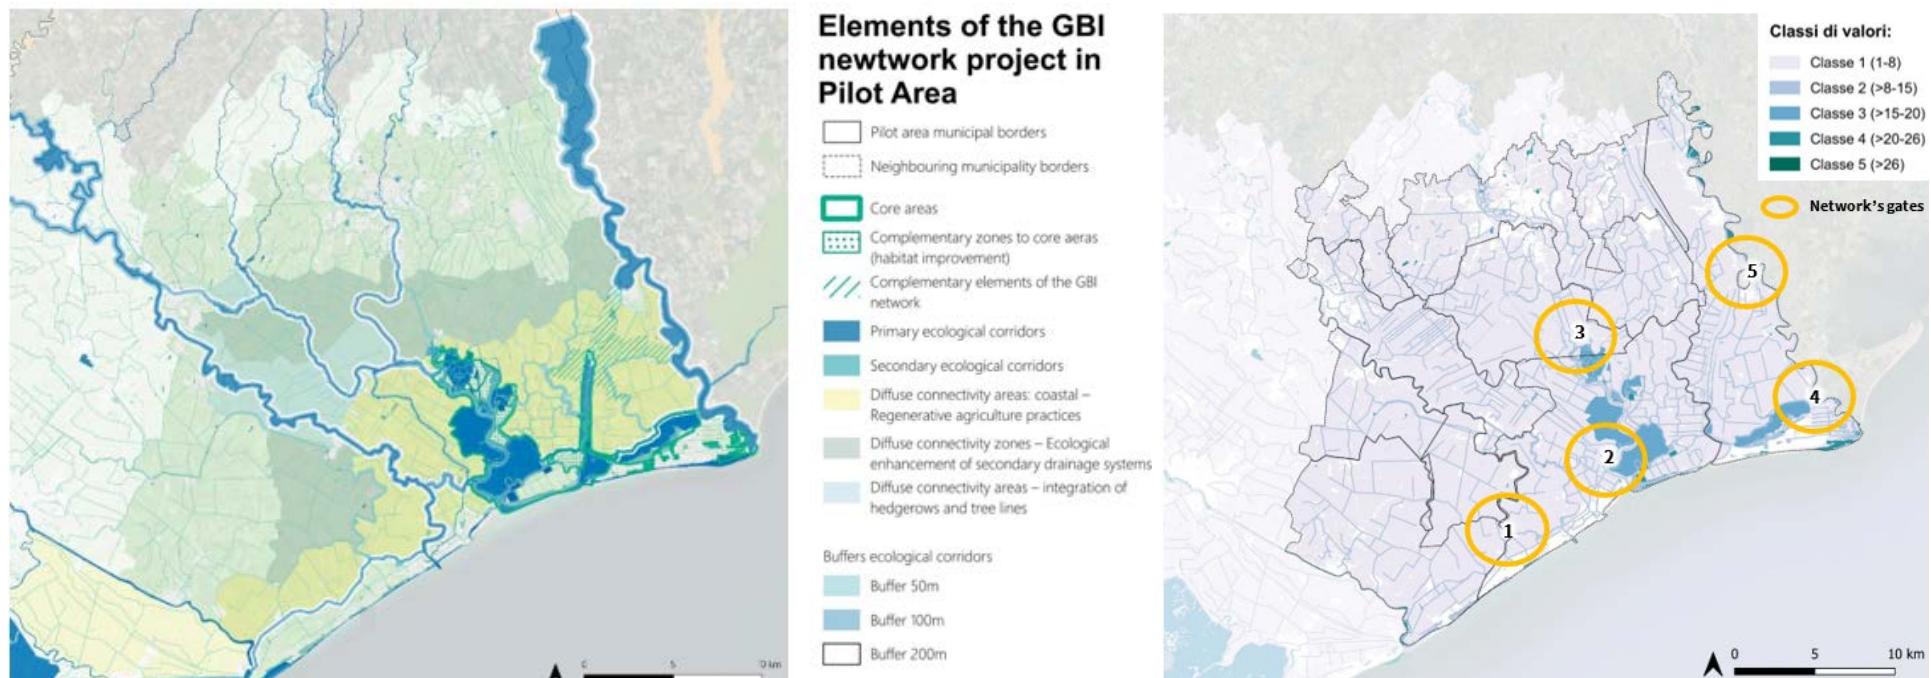 Elements of the GBI
newtwork project in
Pilot Area
Pilot area municipal borders
Neighbouring municipality borders
Core areas
Complementary zones to core aeras
(habitat improvement)
Complementary elements of the GBI
network
Primary ecological corridors
Secondary ecological corridors
Diffuse connectivity areas: coastal –
Regenerative agriculture practices
Diffuse connectivity zones – Ecological
enhancement of secondary drainage systems
Diffuse connectivity areas – integration of
hedgerows and tree lines
Buffers ecological corridors
Buffer 50m
Buffer 100m
Buffer 200m
0 5 10 km
Classi di valori:
Classe 1 (1-8)
Classe 2 (>8-15)
Classe 3 (>15-20)
Classe 4 (>20-26)
Classe 5 (>26)
Network's gates
5
3
4
2
1
0 5 10 km